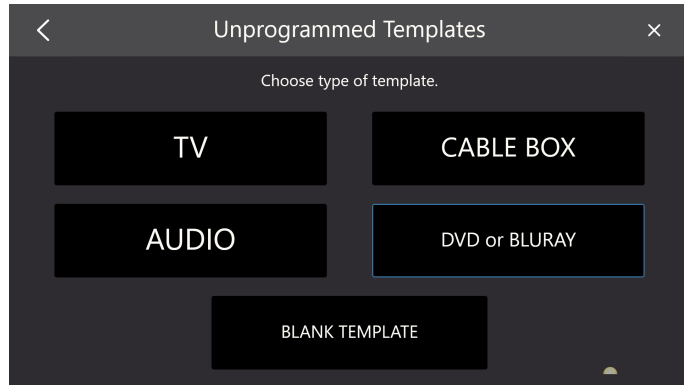 Unprogrammed Templates
Choose type of template.
TV
CABLE BOX
AUDIO
DVD or BLURAY
BLANK TEMPLATE